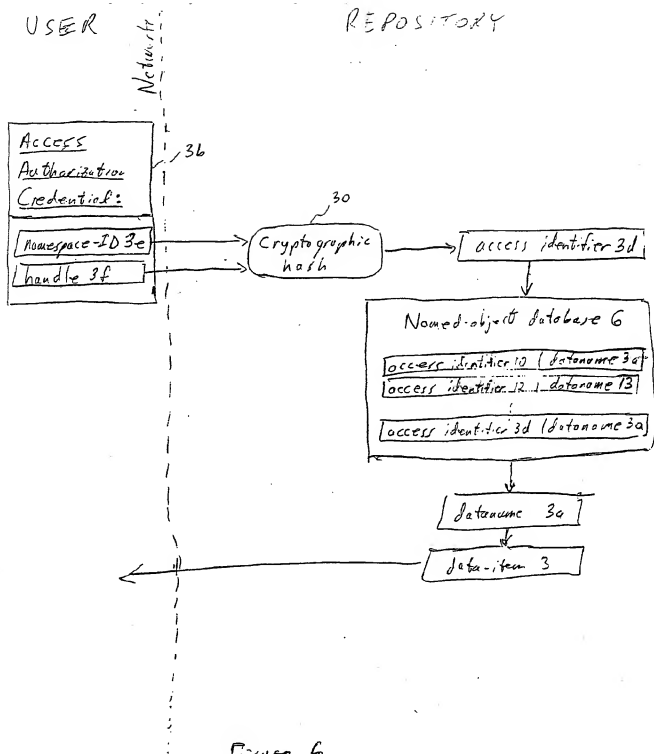 USER
REPOSITORY
Network
Access
Authorization
Credential:
36
namespace-ID 3e
handle 3f
30
Cryptographic
hash
access identifier 3d
Named-object database 6
access identifier 10 | dataname 3a
access identifier 12 | dataname 13
access identifier 3d | dataname 3a
dataname 3a
data-item 3
Figure 6